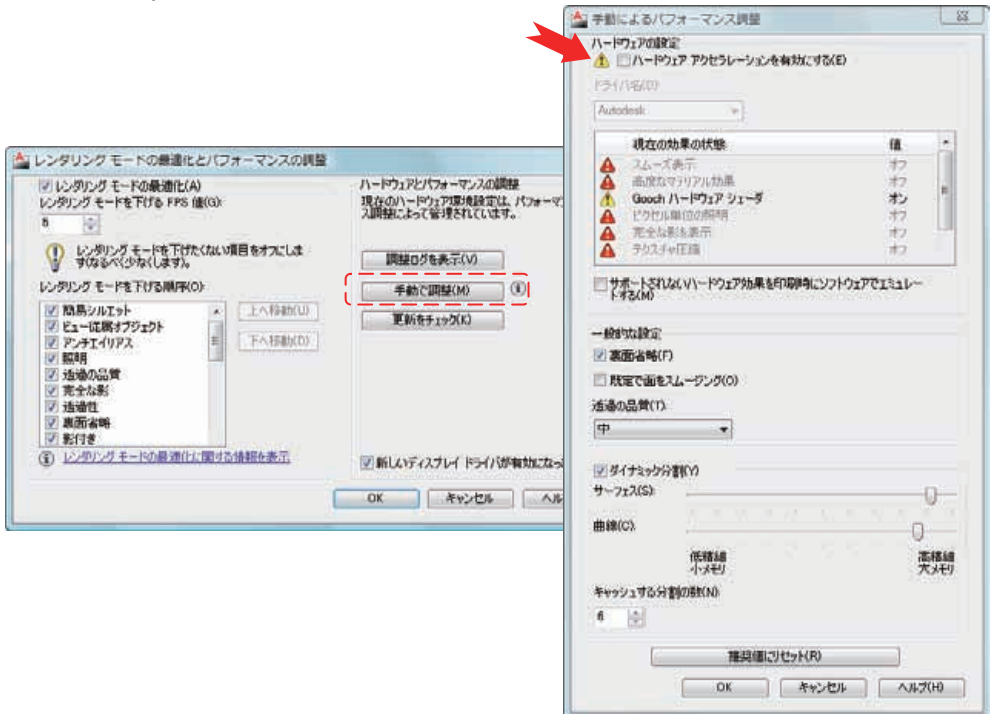 レンダリング モードの最適化とパフォーマンスの調整
レンダリング モードの最適化(A)
レンダリング モードを下げる FPS 値(G):
5
レンダリング モードを下げたくない項目をオフにしま
す(なるべく少なくします)。
レンダリング モードを下げる順序(O):
簡易シルエット
ビュー従属オブジェクト
アンチエイリアス
照明
透過の品質
完全な影
透過性
裏面省略
影付き
上へ移動(U)
下へ移動(D)
レンダリング モードの最適化に関する情報を表示
ハードウェアとパフォーマンスの調整
現在のハードウェア環境設定は、パフォーマ
ス調整によって管理されています。
調整ログを表示(V)
手動で調整(M)
更新をチェック(K)
新しいディスプレイ ドライバが有効になっ
OK
キャンセル
ヘル
手動によるパフォーマンス調整
ハードウェアの設定
ハードウェア アクセラレーションを有効にする(E)
ドライバ名(D)
Autodesk
現在の効果の状態 値
スムーズ表示 オフ
高度なマテリアル効果 オフ
Gooch ハードウェア シェーダ オン
ピクセル単位の照明 オフ
完全な影を表示 オフ
テクスチャ圧縮 オフ
サポートされないハードウェア効果を印刷時にソフトウェアでエミュレー
トする(M)
一般的な設定
裏面省略(F)
既定で面をスムージング(O)
透過の品質(T):
中
ダイナミック分割(Y)
サーフェス(S):
曲線(C):
低精細 高精細
小メモリ 大メモリ
キャッシュする分割の数(N):
6
推奨値にリセット(R)
OK
キャンセル
ヘルプ(H)